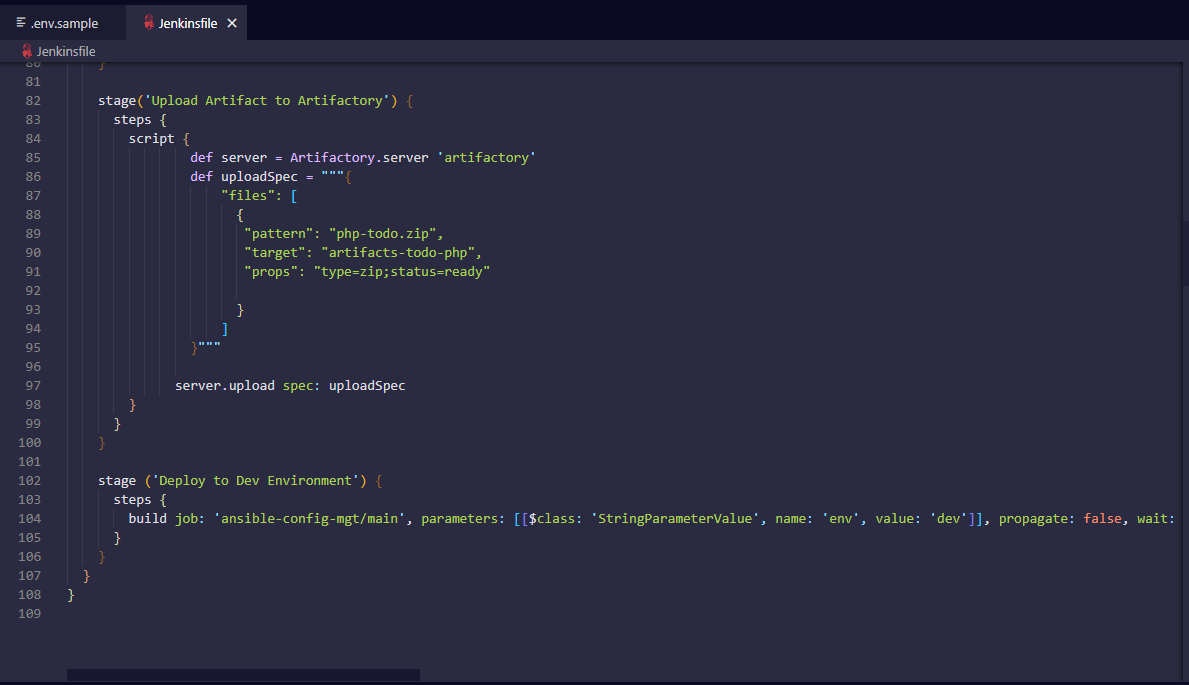 .env.sample
Jenkinsfile
Jenkinsfile
80 }
81
82 stage('Upload Artifact to Artifactory') {
83 steps {
84 script {
85 def server = Artifactory.server 'artifactory'
86 def uploadSpec = """{
87 "files": [
88 {
89 "pattern": "php-todo.zip",
90 "target": "artifacts-todo-php",
91 "props": "type=zip;status=ready"
92
93 }
94 ]
95 }"""
96
97 server.upload spec: uploadSpec
98 }
99 }
100 }
101
102 stage ('Deploy to Dev Environment') {
103 steps {
104 build job: 'ansible-config-mgt/main', parameters: [[$class: 'StringParameterValue', name: 'env', value: 'dev']], propagate: false, wait:
105 }
106 }
107 }
108 }
109